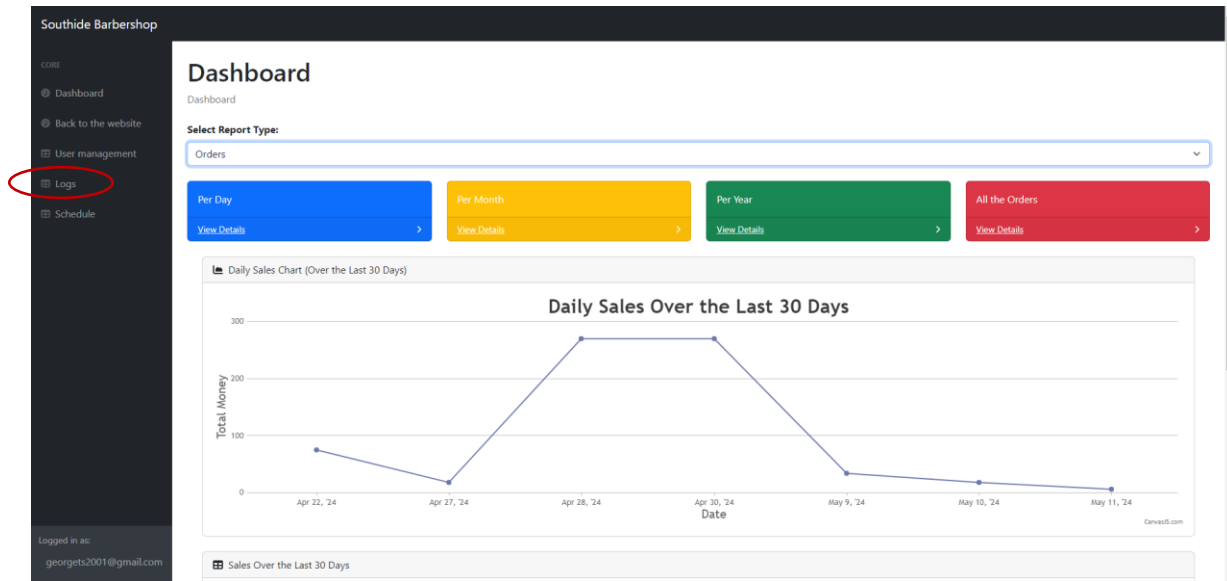 Southide Barbershop
CORE
Dashboard
Back to the website
User management
Logs
Schedule
Logged in as:
georgets2001@gmail.com
Dashboard
Dashboard
Select Report Type:
Orders
Per Day
View Details
Per Month
View Details
Per Year
View Details
All the Orders
View Details
Daily Sales Chart (Over the Last 30 Days)
Daily Sales Over the Last 30 Days
Total Money
300
200
100
0
Apr 22, '24 Apr 27, '24 Apr 28, '24 Apr 30, '24 May 9, '24 May 10, '24 May 11, '24
Date
CanvasJS.com
Sales Over the Last 30 Days